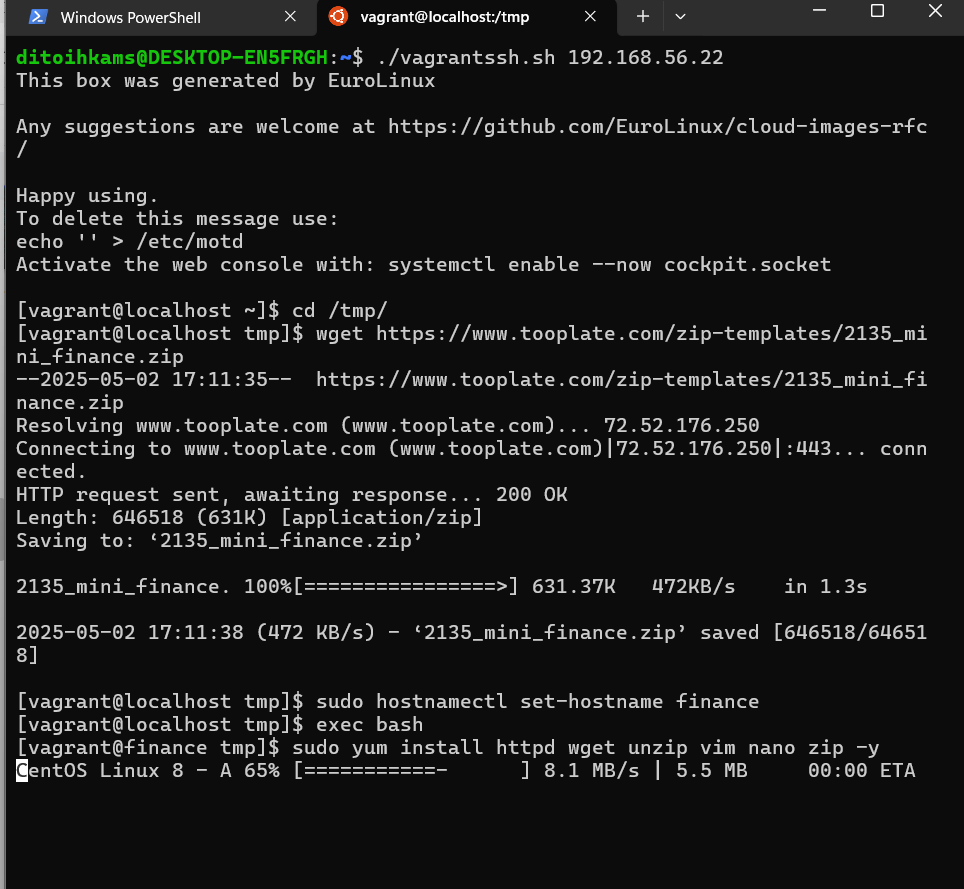 Windows PowerShell
vagrant@localhost:/tmp
ditoihkams@DESKTOP-EN5FRGH:~$ ./vagrantssh.sh 192.168.56.22
This box was generated by EuroLinux
Any suggestions are welcome at https://github.com/EuroLinux/cloud-images-rfc
/
Happy using.
To delete this message use:
echo '' > /etc/motd
Activate the web console with: systemctl enable --now cockpit.socket
[vagrant@localhost ~]$ cd /tmp/
[vagrant@localhost tmp]$ wget https://www.tooplate.com/zip-templates/2135_mi
ni_finance.zip
--2025-05-02 17:11:35--  https://www.tooplate.com/zip-templates/2135_mini_fi
nance.zip
Resolving www.tooplate.com (www.tooplate.com)... 72.52.176.250
Connecting to www.tooplate.com (www.tooplate.com)|72.52.176.250|:443... conn
ected.
HTTP request sent, awaiting response... 200 OK
Length: 646518 (631K) [application/zip]
Saving to: ‘2135_mini_finance.zip’
2135_mini_finance. 100%[================>] 631.37K   472KB/s    in 1.3s
2025-05-02 17:11:38 (472 KB/s) - ‘2135_mini_finance.zip’ saved [646518/64651
8]
[vagrant@localhost tmp]$ sudo hostnamectl set-hostname finance
[vagrant@localhost tmp]$ exec bash
[vagrant@finance tmp]$ sudo yum install httpd wget unzip vim nano zip -y
CentOS Linux 8 - A 65% [===========-      ] 8.1 MB/s | 5.5 MB     00:00 ETA